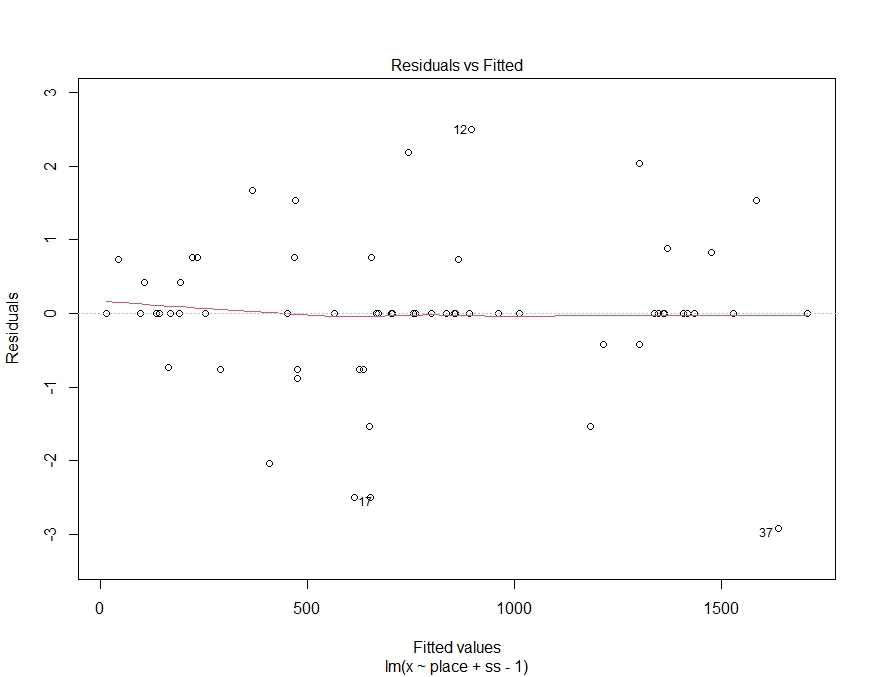 Residuals vs Fitted
3
2
1
0
-1
-2
-3
Residuals
12
17
37
0 500 1000 1500
Fitted values
lm(x ~ place + ss - 1)